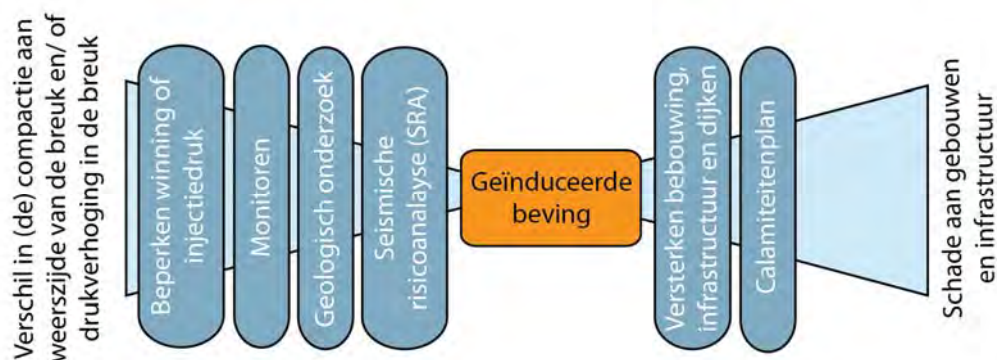 Verschil in (de) compactie aan
weerszijde van de breuk en/ of
drukverhoging in de breuk
Beperken winning of
injectiedruk
Monitoren
Geologisch onderzoek
Seismische
risicoanalayse (SRA)
Geïnduceerde
beving
Versterken bebouwing,
infrastructuur en dijken
Calamiteitenplan
Schade aan gebouwen
en infrastructuur